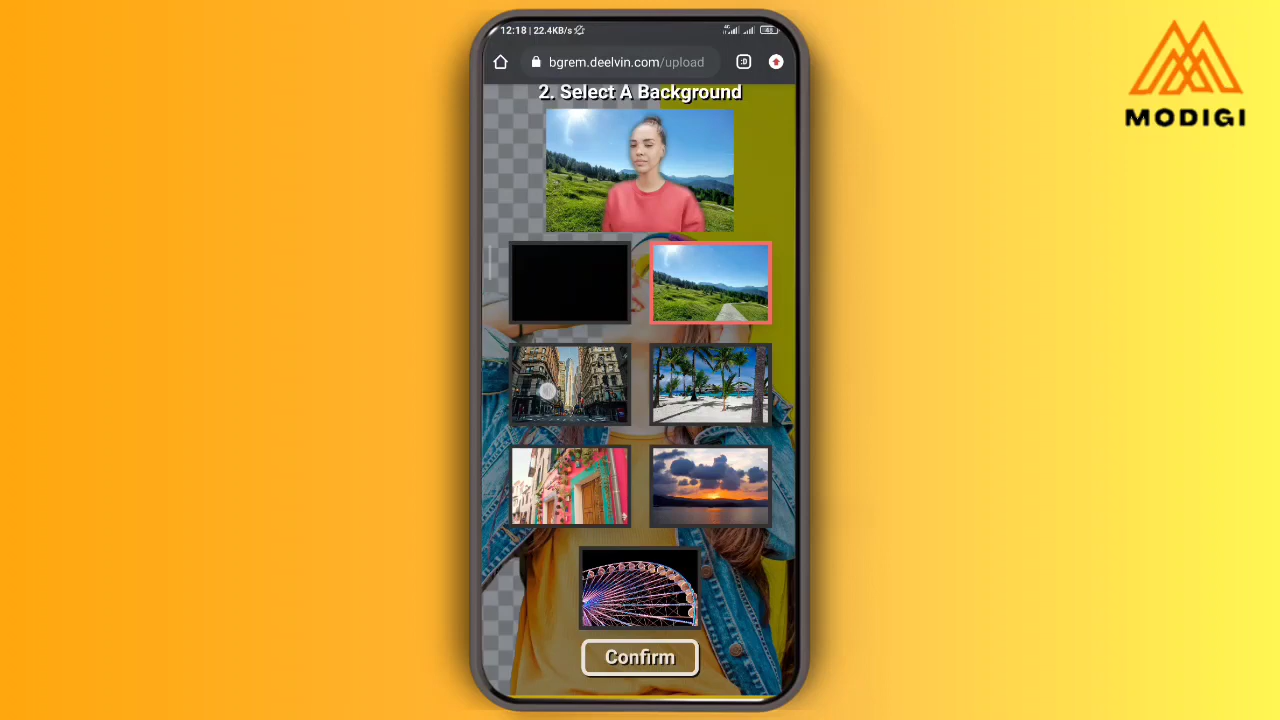 12:18 | 22.4KB/s
bgrem.deelvin.com/upload
:D
MODIGI
2. Select A Background
Confirm